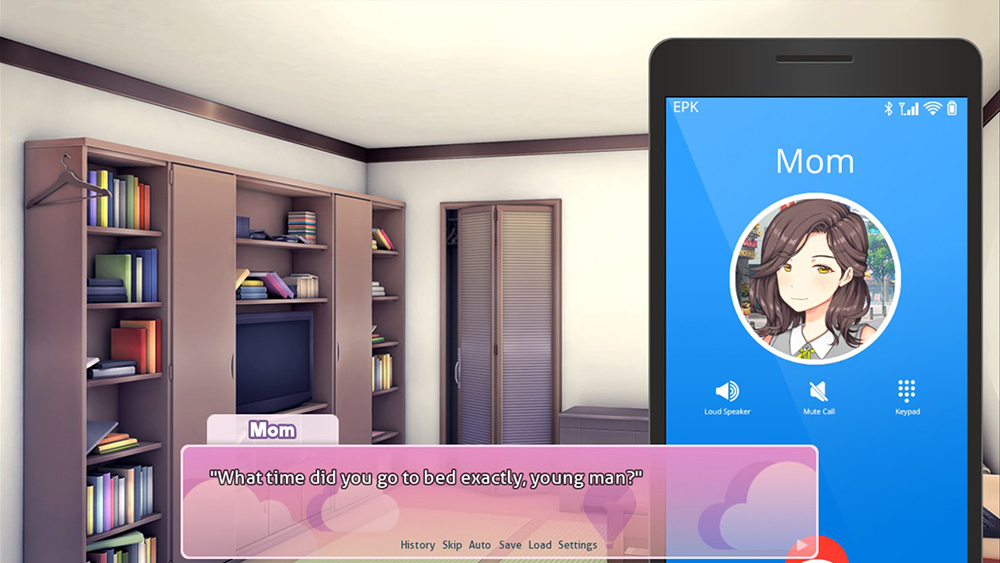 EPK
Mom
Loud Speaker
Mute Call
Keypad
Mom
"What time did you go to bed exactly, young man?"
History Skip Auto Save Load Settings